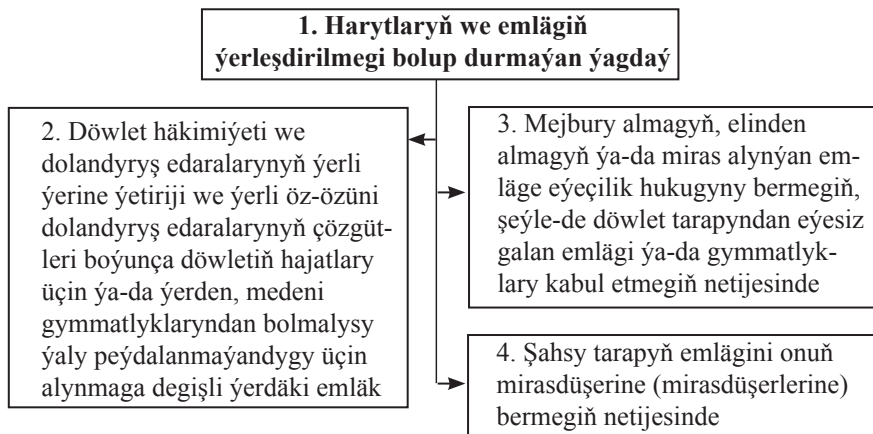 1. Harytlaryň we emlägiň
ýerleşdirilmegi bolup durmaýan ýagdaý
2. Döwlet häkimiýeti we
dolandyryş edaralarynyň ýerli
ýerine ýetiriji we ýerli öz-özüni
dolandyryş edaralarynyň çözgüt-
leri boýunça döwletiň hajatlary
üçin ýa-da ýerden, medeni
gymmatlyklaryndan bolmalysy
ýaly peýdalanmaýandygy üçin
alynmaga degişli ýerdäki emläk
3. Mejbury almagyň, elinden
almagyň ýa-da miras alynýan em-
läge eýeçilik hukugyny bermegiň,
şeýle-de döwlet tarapyndan eýesiz
galan emlägi ýa-da gymmatlyk-
lary kabul etmegiň netijesinde
4. Şahsy tarapyň emlägini onuň
mirasdüşerine (mirasdüşerlerine)
bermegiň netijesinde